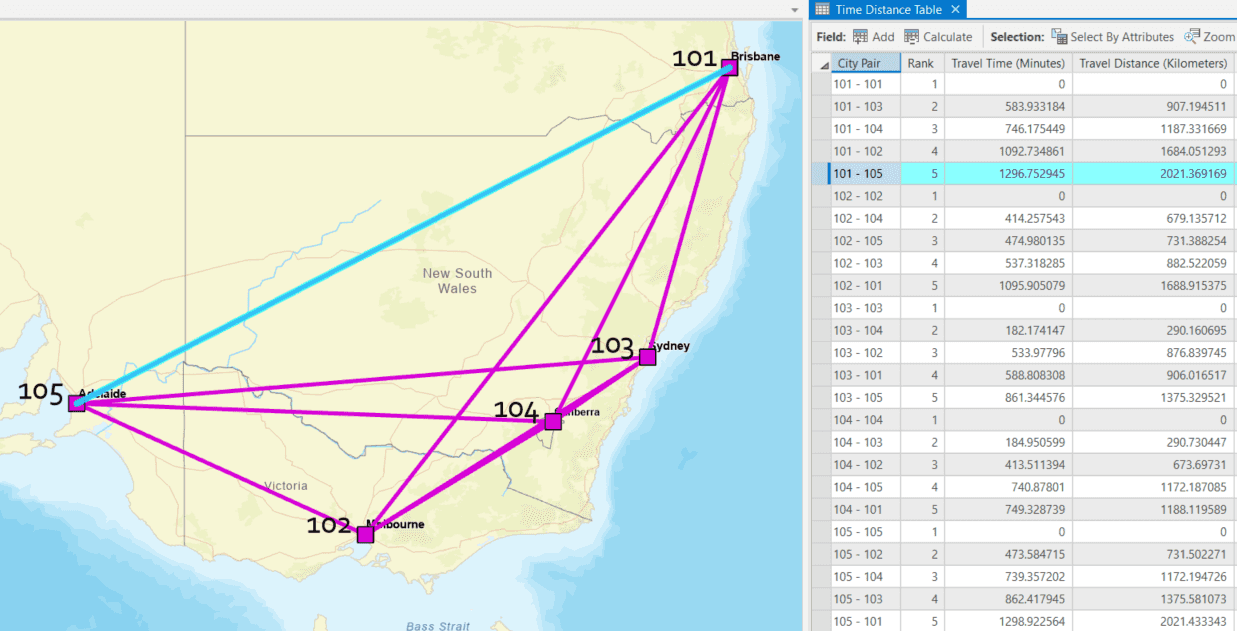 Time Distance Table ×
Field: Add Calculate Selection: Select By Attributes Zoom
City Pair Rank Travel Time (Minutes) Travel Distance (Kilometers)
101 - 101 1 0 0
101 - 103 2 583.933184 907.194511
101 - 104 3 746.175449 1187.331669
101 - 102 4 1092.734861 1684.051293
101 - 105 5 1296.752945 2021.369169
102 - 102 1 0 0
102 - 104 2 414.257543 679.135712
102 - 105 3 474.980135 731.388254
102 - 103 4 537.318285 882.522059
102 - 101 5 1095.905079 1688.915375
103 - 103 1 0 0
103 - 104 2 182.174147 290.160695
103 - 102 3 533.97796 876.839745
103 - 101 4 588.808308 906.016517
103 - 105 5 861.344576 1375.329521
104 - 104 1 0 0
104 - 103 2 184.950599 290.730447
104 - 102 3 413.511394 673.69731
104 - 105 4 740.87801 1172.187085
104 - 101 5 749.328739 1188.119589
105 - 105 1 0 0
105 - 102 2 473.584715 731.502271
105 - 104 3 739.357202 1172.194726
105 - 103 4 862.417945 1375.581073
105 - 101 5 1298.922564 2021.433343
101 Brisbane
New South
Wales
103 Sydney
105 Adelaide
104 Canberra
Victoria
102 Melbourne
Bass Strait